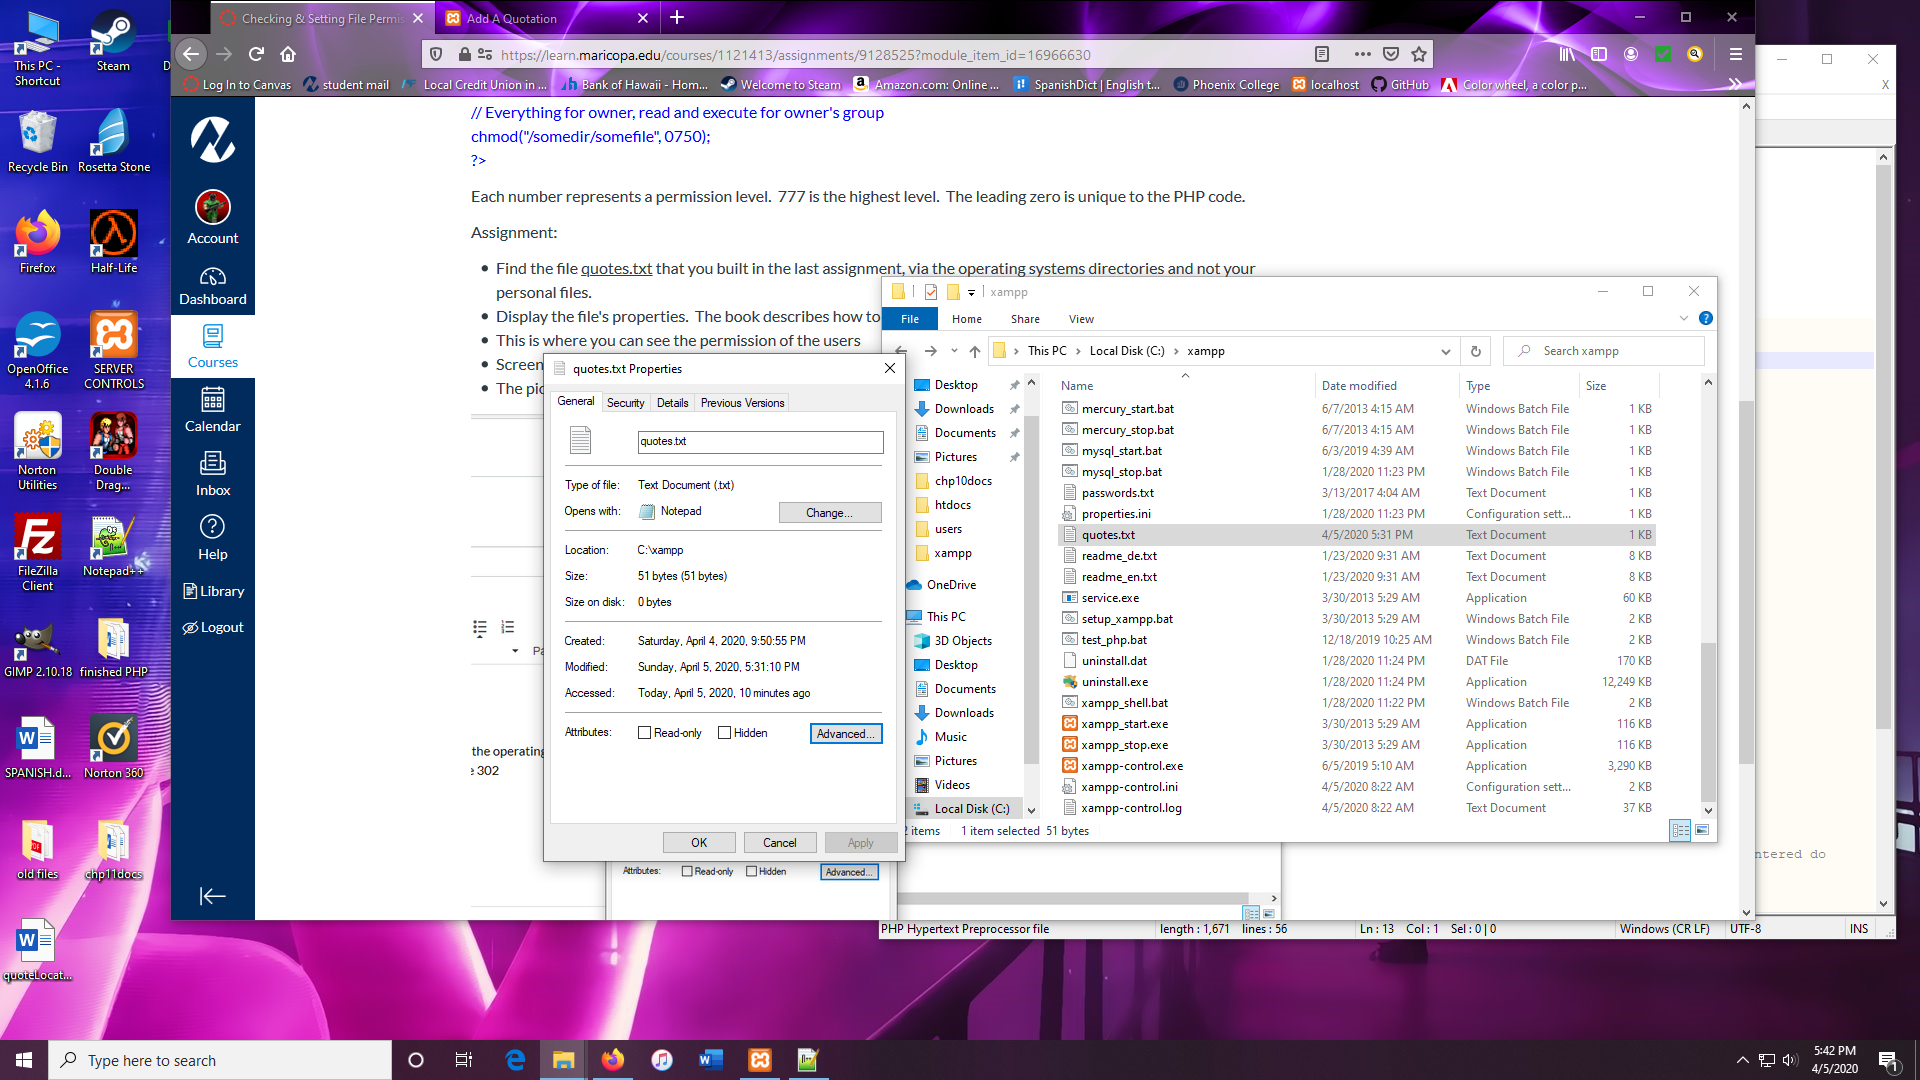 This PC -
Shortcut
Steam
D
Recycle Bin
Rosetta Stone
Firefox
Half-Life
OpenOffice
4.1.6
SERVER
CONTROLS
Norton
Utilities
Double
Drag...
FileZilla
Client
Notepad++
GIMP 2.10.18
finished PHP
SPANISH.d...
Norton 360
old files
chp11docs
quoteLocat...
Checking & Setting File Permis
Add A Quotation
https://learn.maricopa.edu/courses/1121413/assignments/9128525?module_item_id=16966630
Log In to Canvas
student mail
Local Credit Union in ...
Bank of Hawaii - Hom...
Welcome to Steam
Amazon.com: Online ...
SpanishDict | English t...
Phoenix College
localhost
GitHub
Color wheel, a color p...
Account
Dashboard
Courses
Calendar
Inbox
Help
Library
Logout
// Everything for owner, read and execute for owner's group
chmod("/somedir/somefile", 0750);
?>
Each number represents a permission level.  777 is the highest level.  The leading zero is unique to the PHP code.
Assignment:
Find the file quotes.txt that you built in the last assignment, via the operating systems directories and not your
personal files.
Display the file's properties.  The book describes how to
This is where you can see the permission of the users
Screen
The pic
the operating
302
quotes.txt Properties
General
Security
Details
Previous Versions
quotes.txt
Type of file: Text Document (.txt)
Opens with: Notepad
Change...
Location: C:\xampp
Size: 51 bytes (51 bytes)
Size on disk: 0 bytes
Created: Saturday, April 4, 2020, 9:50:55 PM
Modified: Sunday, April 5, 2020, 5:31:10 PM
Accessed: Today, April 5, 2020, 10 minutes ago
Attributes: Read-only Hidden Advanced...
OK Cancel Apply
Attributes: Read-only Hidden Advanced...
xampp
File Home Share View
This PC > Local Disk (C:) > xampp
Search xampp
Desktop
Downloads
Documents
Pictures
chp10docs
htdocs
users
xampp
OneDrive
This PC
3D Objects
Desktop
Documents
Downloads
Music
Pictures
Videos
Local Disk (C:)
Name Date modified Type Size
mercury_start.bat 6/7/2013 4:15 AM Windows Batch File 1 KB
mercury_stop.bat 6/7/2013 4:15 AM Windows Batch File 1 KB
mysql_start.bat 6/3/2019 4:39 AM Windows Batch File 1 KB
mysql_stop.bat 1/28/2020 11:23 PM Windows Batch File 1 KB
passwords.txt 3/13/2017 4:04 AM Text Document 1 KB
properties.ini 1/28/2020 11:23 PM Configuration sett... 1 KB
quotes.txt 4/5/2020 5:31 PM Text Document 1 KB
readme_de.txt 1/23/2020 9:31 AM Text Document 8 KB
readme_en.txt 1/23/2020 9:31 AM Text Document 8 KB
service.exe 3/30/2013 5:29 AM Application 60 KB
setup_xampp.bat 3/30/2013 5:29 AM Windows Batch File 2 KB
test_php.bat 12/18/2019 10:25 AM Windows Batch File 2 KB
uninstall.dat 1/28/2020 11:24 PM DAT File 170 KB
uninstall.exe 1/28/2020 11:24 PM Application 12,249 KB
xampp_shell.bat 1/28/2020 11:22 PM Windows Batch File 2 KB
xampp_start.exe 3/30/2013 5:29 AM Application 116 KB
xampp_stop.exe 3/30/2013 5:29 AM Application 116 KB
xampp-control.exe 6/5/2019 5:10 AM Application 3,290 KB
xampp-control.ini 4/5/2020 8:22 AM Configuration sett... 2 KB
xampp-control.log 4/5/2020 8:22 AM Text Document 37 KB
2 items 1 item selected 51 bytes
ntered do
PHP Hypertext Preprocessor file
length : 1,671 lines : 56
Ln : 13 Col : 1 Sel : 0 | 0
Windows (CR LF)
UTF-8
INS
Type here to search
5:42 PM
4/5/2020
1